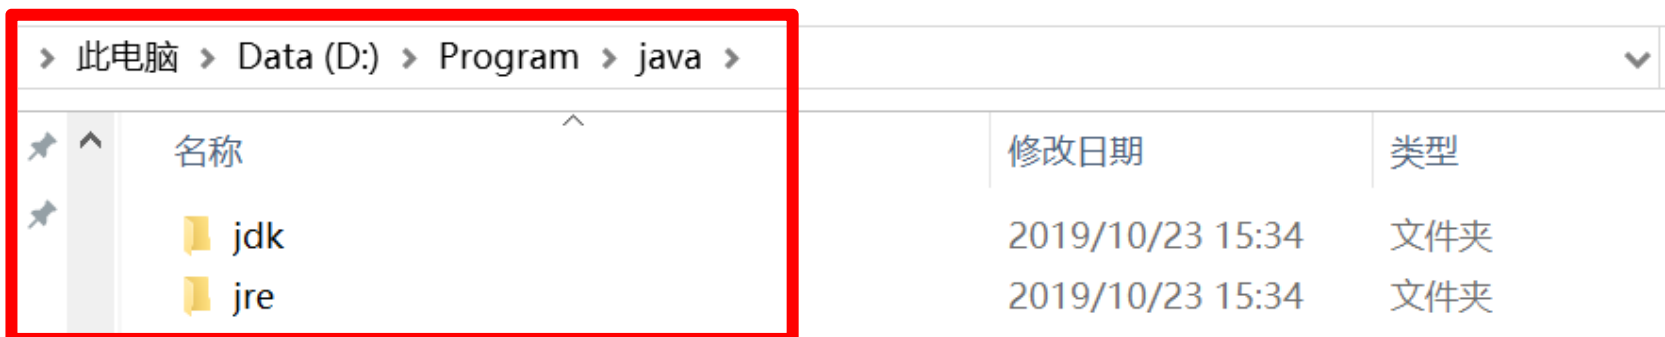 此电脑 > Data (D:) > Program > java >
名称 修改日期 类型
jdk 2019/10/23 15:34 文件夹
jre 2019/10/23 15:34 文件夹